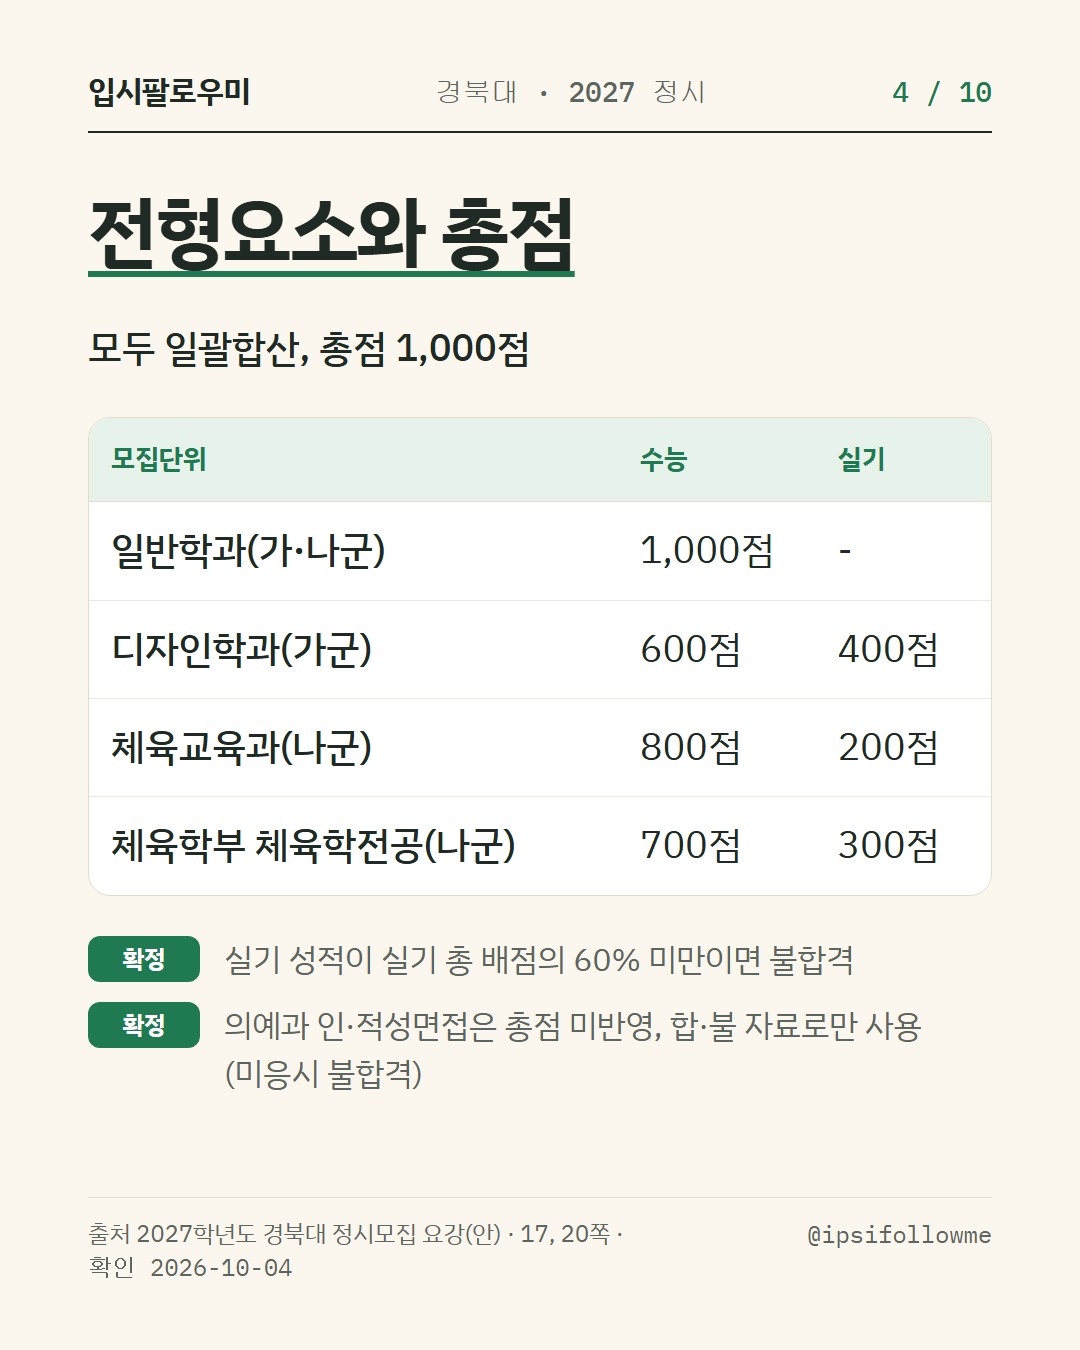 입시팔로우미 경북대 · 2027 정시 4 / 10
전형요소와 총점
모두 일괄합산, 총점 1,000점
모집단위 수능 실기
일반학과(가·나군) 1,000점 -
디자인학과(가군) 600점 400점
체육교육과(나군) 800점 200점
체육학부 체육학전공(나군) 700점 300점
확정 실기 성적이 실기 총 배점의 60% 미만이면 불합격
확정 의예과 인·적성면접은 총점 미반영, 합·불 자료로만 사용
(미응시 불합격)
출처 2027학년도 경북대 정시모집 요강(안) · 17, 20쪽 · @ipsifollowme
확인 2026-10-04